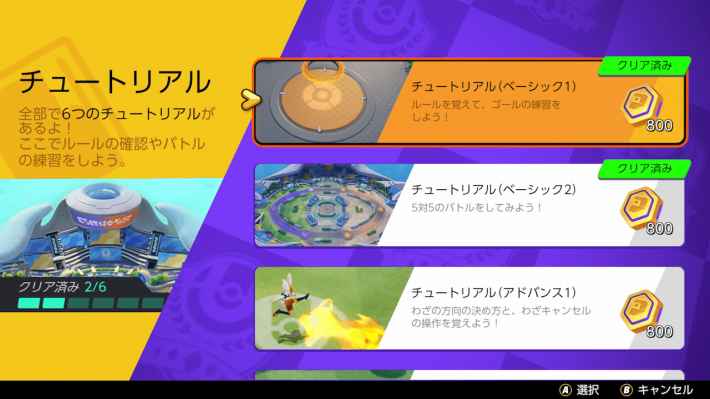 チュートリアル
全部で6つのチュートリアルが
あるよ！
ここでルールの確認やバトル
の練習をしよう。
クリア済み 2/6
クリア済み
チュートリアル（ベーシック1）
ルールを覚えて、ゴールの練習を
しよう！
800
クリア済み
チュートリアル（ベーシック2）
5対5のバトルをしてみよう！
800
チュートリアル（アドバンス1）
わざの方向の決め方と、わざキャンセル
の操作を覚えよう！
800
A 選択 B キャンセル